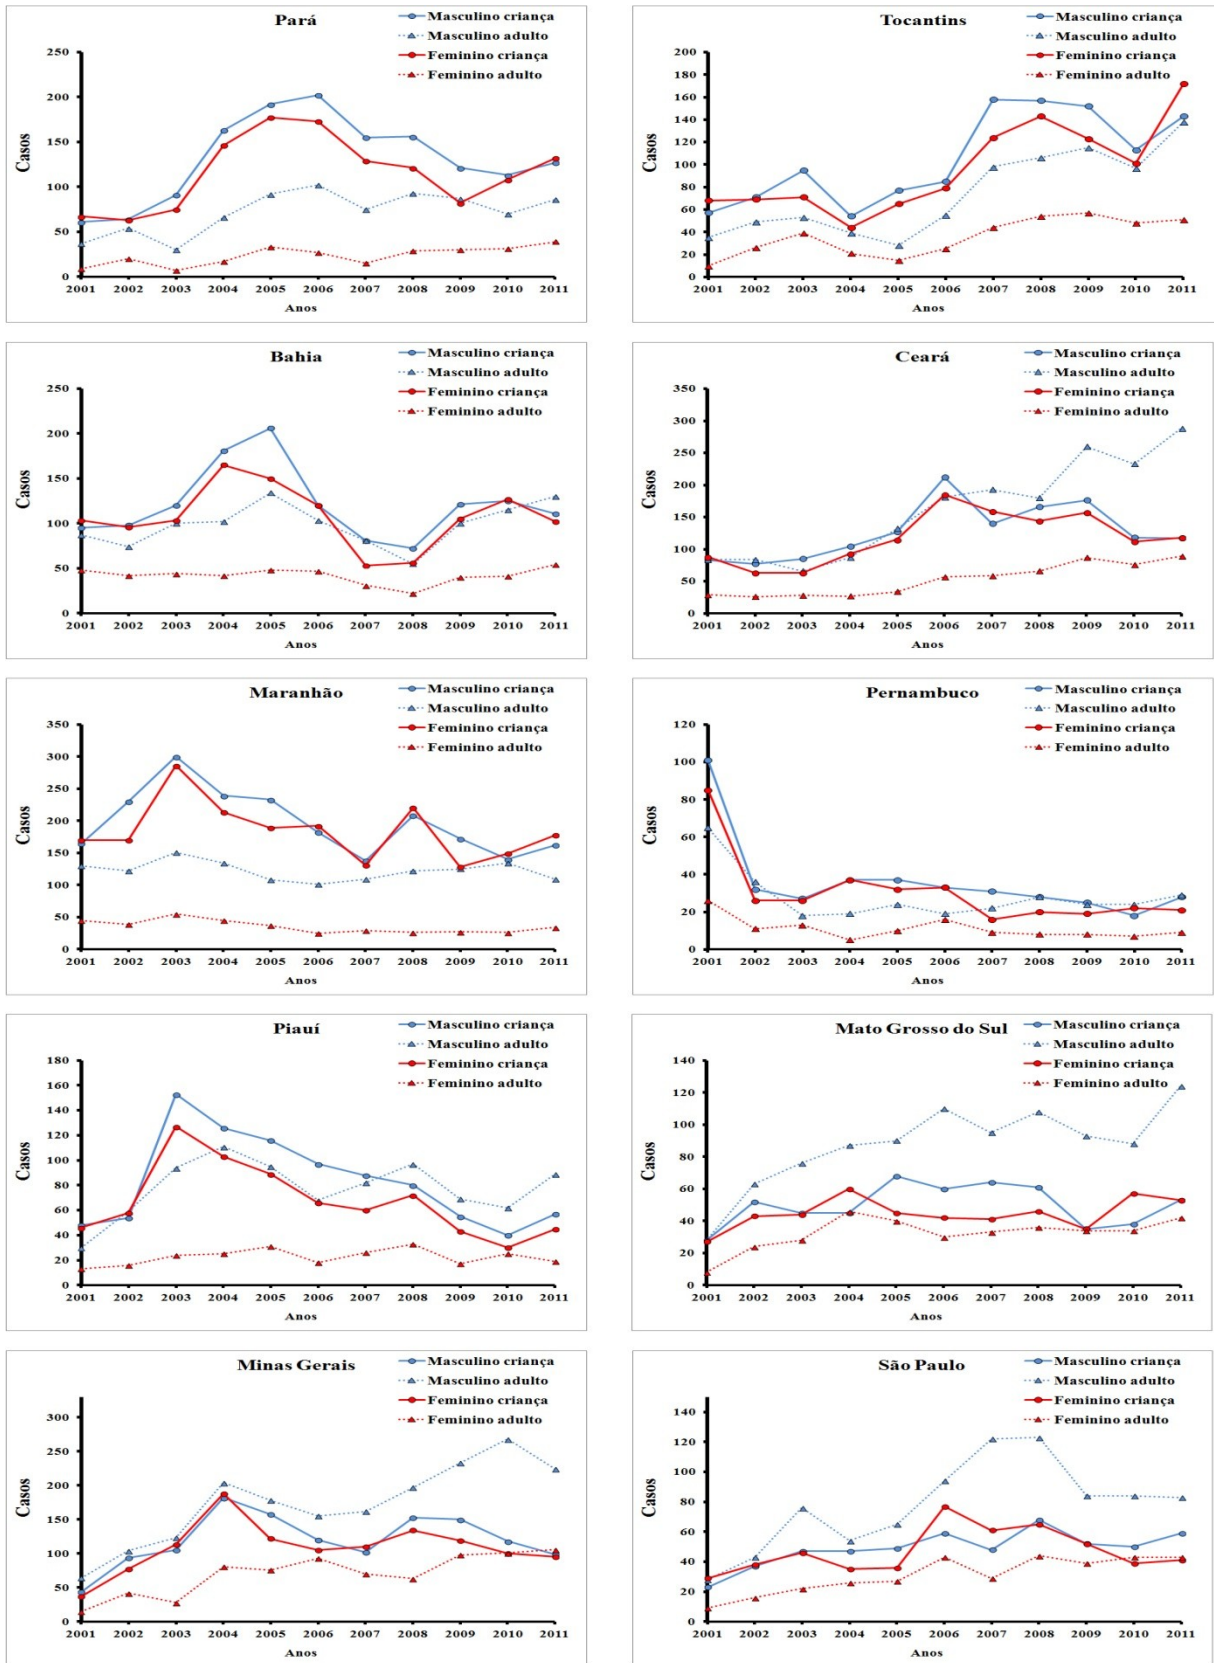 Pará
Masculino criança
Masculino adulto
Feminino criança
Feminino adulto
Casos
250
200
150
100
50
0
2001 2002 2003 2004 2005 2006 2007 2008 2009 2010 2011
Anos
Tocantins
Masculino criança
Masculino adulto
Feminino criança
Feminino adulto
Casos
200
180
160
140
120
100
80
60
40
20
0
2001 2002 2003 2004 2005 2006 2007 2008 2009 2010 2011
Anos
Bahia
Masculino criança
Masculino adulto
Feminino criança
Feminino adulto
Casos
250
200
150
100
50
0
2001 2002 2003 2004 2005 2006 2007 2008 2009 2010 2011
Anos
Ceará
Masculino criança
Masculino adulto
Feminino criança
Feminino adulto
Casos
350
300
250
200
150
100
50
0
2001 2002 2003 2004 2005 2006 2007 2008 2009 2010 2011
Anos
Maranhão
Masculino criança
Masculino adulto
Feminino criança
Feminino adulto
Casos
350
300
250
200
150
100
50
0
2001 2002 2003 2004 2005 2006 2007 2008 2009 2010 2011
Anos
Pernambuco
Masculino criança
Masculino adulto
Feminino criança
Feminino adulto
Casos
120
100
80
60
40
20
0
2001 2002 2003 2004 2005 2006 2007 2008 2009 2010 2011
Anos
Piauí
Masculino criança
Masculino adulto
Feminino criança
Feminino adulto
Casos
180
160
140
120
100
80
60
40
20
0
2001 2002 2003 2004 2005 2006 2007 2008 2009 2010 2011
Anos
Mato Grosso do Sul
Masculino criança
Masculino adulto
Feminino criança
Feminino adulto
Casos
140
120
100
80
60
40
20
0
2001 2002 2003 2004 2005 2006 2007 2008 2009 2010 2011
Anos
Minas Gerais
Masculino criança
Masculino adulto
Feminino criança
Feminino adulto
Casos
300
250
200
150
100
50
0
2001 2002 2003 2004 2005 2006 2007 2008 2009 2010 2011
Anos
São Paulo
Masculino criança
Masculino adulto
Feminino criança
Feminino adulto
Casos
140
120
100
80
60
40
20
0
2001 2002 2003 2004 2005 2006 2007 2008 2009 2010 2011
Anos